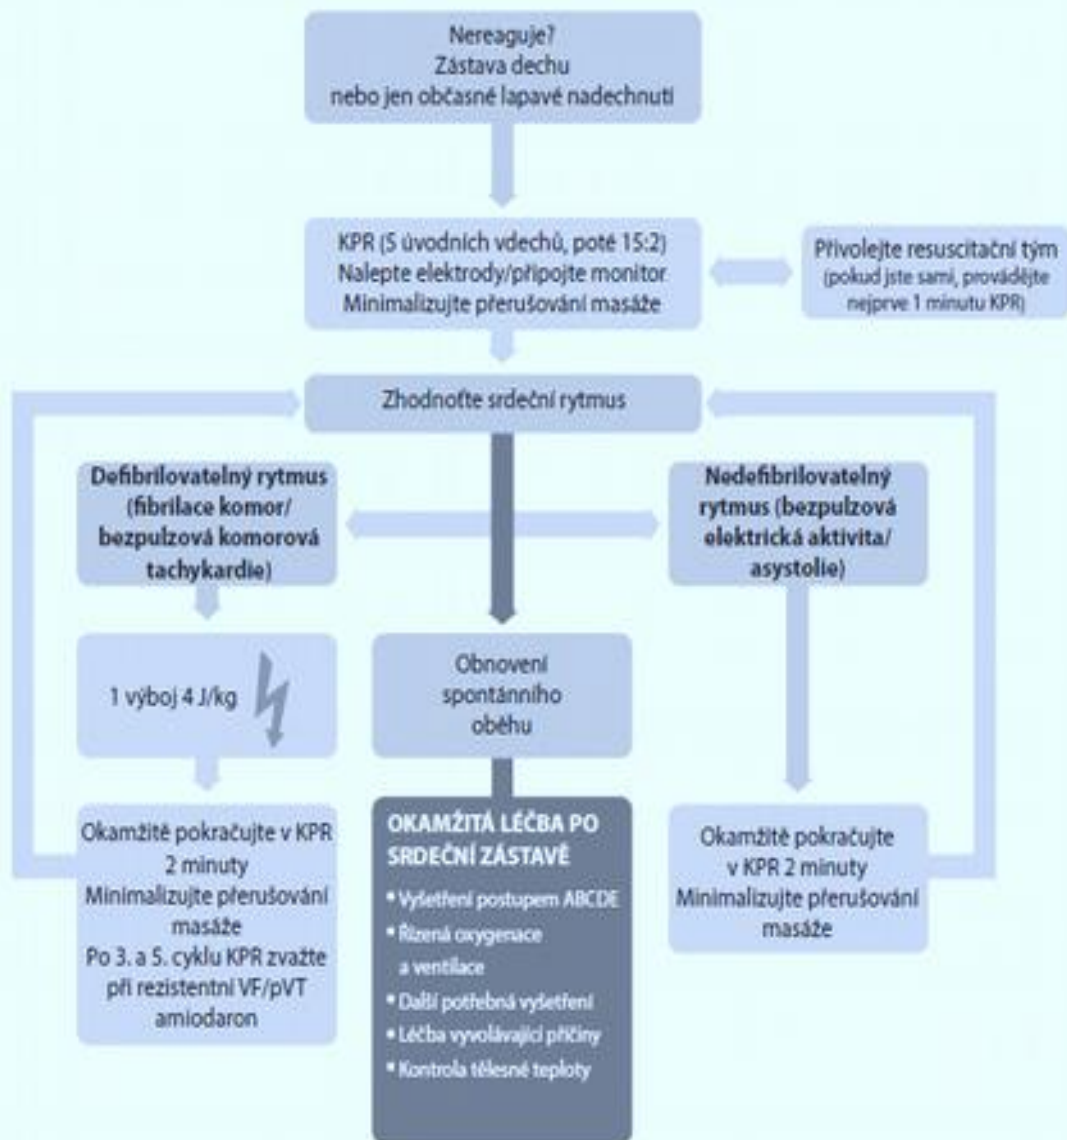 Nereaguje?
Zástava dechu
nebo jen občasné lapavé nadechnutí
KPR (5 úvodních vdechů, poté 15:2)
Nalepte elektrody/připojte monitor
Minimalizujte přerušování masáže
Přivolejte resuscitační tým
(pokud jste sami, provádějte
nejprve 1 minutu KPR)
Zhodnoťte srdeční rytmus
Defibrilovatelný rytmus
(fibrilace komor/
bezpulzová komorová
tachykardie)
Nedefibrilovatelný
rytmus (bezpulzová
elektrická aktivita/
asystolie)
1 výboj 4 J/kg
Obnovení
spontánního
oběhu
Okamžitě pokračujte v KPR
2 minuty
Minimalizujte přerušování
masáže
Po 3. a 5. cyklu KPR zvažte
při rezistentní VF/pVT
amiodaron
OKAMŽITÁ LÉČBA PO
SRDEČNÍ ZÁSTAVĚ
• Vyšetření postupem ABCDE
• Řízená oxygenace
a ventilace
• Další potřebná vyšetření
• Léčba vyvolávající příčiny
• Kontrola tělesné teploty
Okamžitě pokračujte
v KPR 2 minuty
Minimalizujte přerušování
masáže